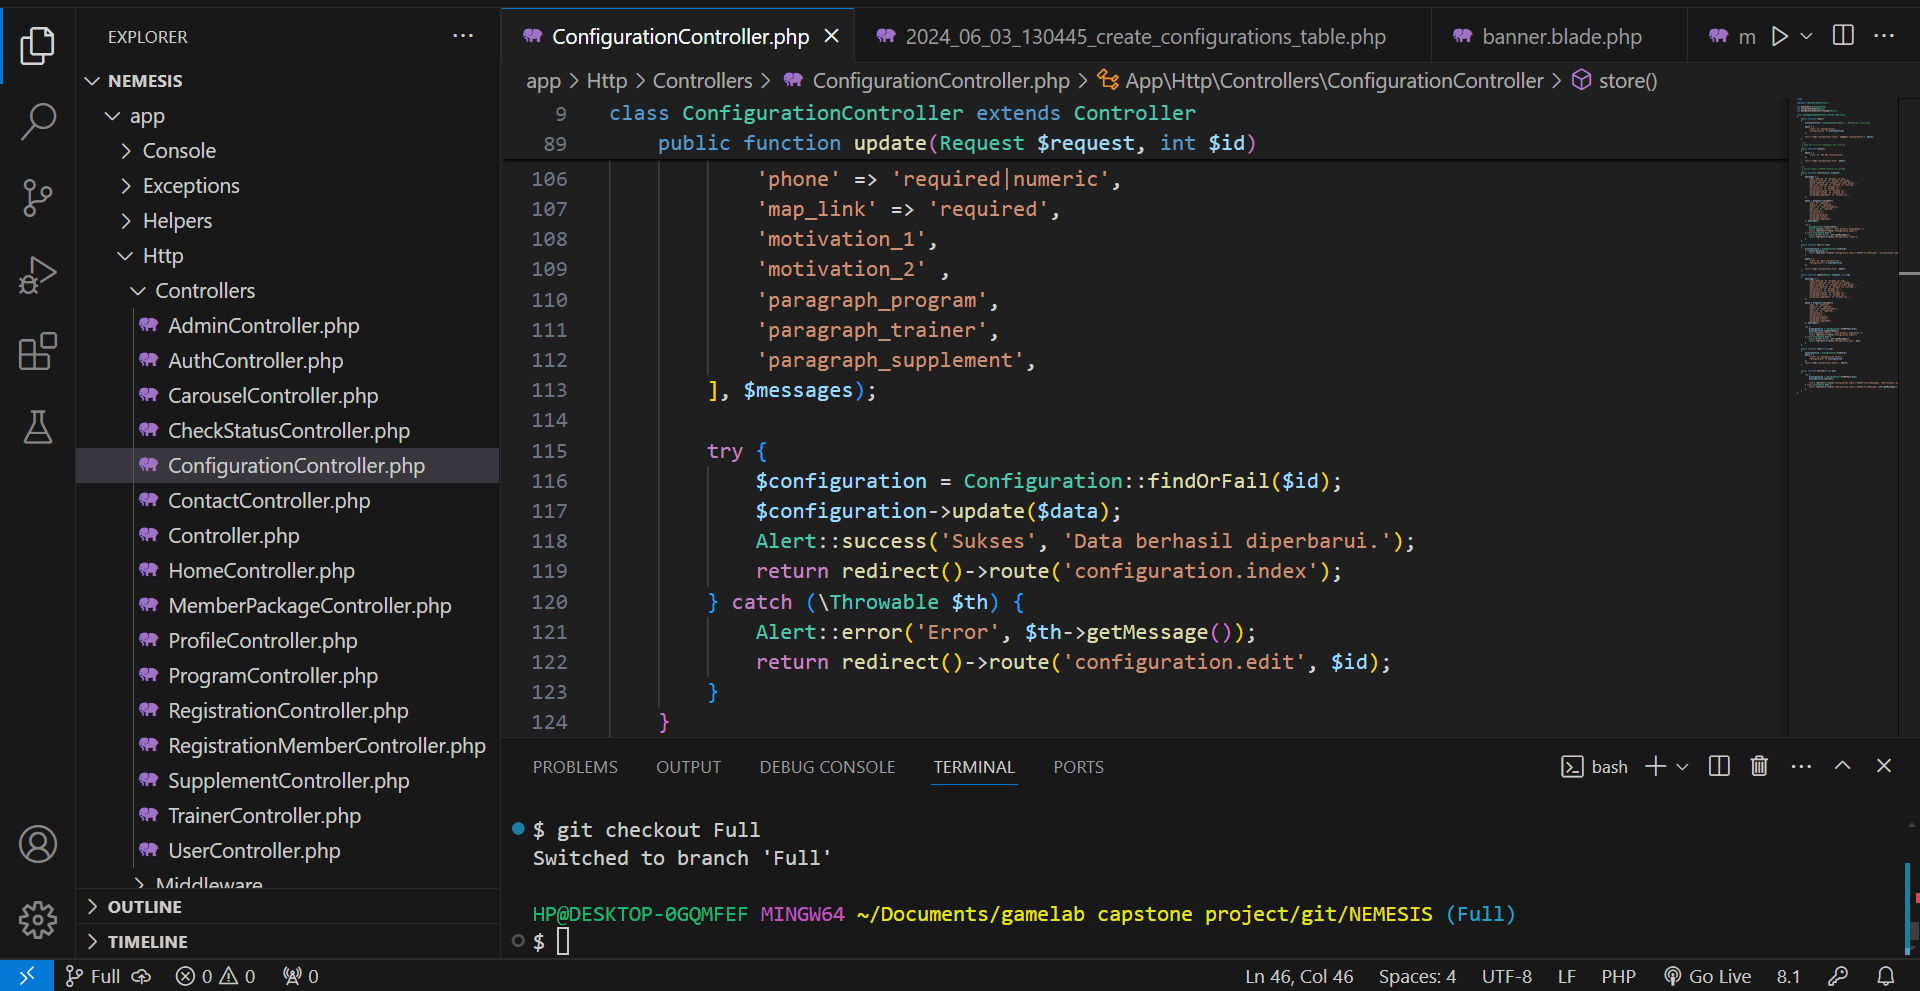 EXPLORER
NEMESIS
app
Console
Exceptions
Helpers
Http
Controllers
AdminController.php
AuthController.php
CarouselController.php
CheckStatusController.php
ConfigurationController.php
ContactController.php
Controller.php
HomeController.php
MemberPackageController.php
ProfileController.php
ProgramController.php
RegistrationController.php
RegistrationMemberController.php
SupplementController.php
TrainerController.php
UserController.php
Middleware
OUTLINE
TIMELINE
ConfigurationController.php 2024_06_03_130445_create_configurations_table.php banner.blade.php m
app > Http > Controllers > ConfigurationController.php > App\Http\Controllers\ConfigurationController > store()
9 class ConfigurationController extends Controller
89 public function update(Request $request, int $id)
106 'phone' => 'required|numeric',
107 'map_link' => 'required',
108 'motivation_1',
109 'motivation_2' ,
110 'paragraph_program',
111 'paragraph_trainer',
112 'paragraph_supplement',
113 ], $messages);
114
115 try {
116 $configuration = Configuration::findOrFail($id);
117 $configuration->update($data);
118 Alert::success('Sukses', 'Data berhasil diperbarui.');
119 return redirect()->route('configuration.index');
120 } catch (\Throwable $th) {
121 Alert::error('Error', $th->getMessage());
122 return redirect()->route('configuration.edit', $id);
123 }
124 }
PROBLEMS OUTPUT DEBUG CONSOLE TERMINAL PORTS bash
$ git checkout Full
Switched to branch 'Full'
HP@DESKTOP-0GQMFEF MINGW64 ~/Documents/gamelab capstone project/git/NEMESIS (Full)
$
Full 0 0 0 Ln 46, Col 46 Spaces: 4 UTF-8 LF PHP Go Live 8.1